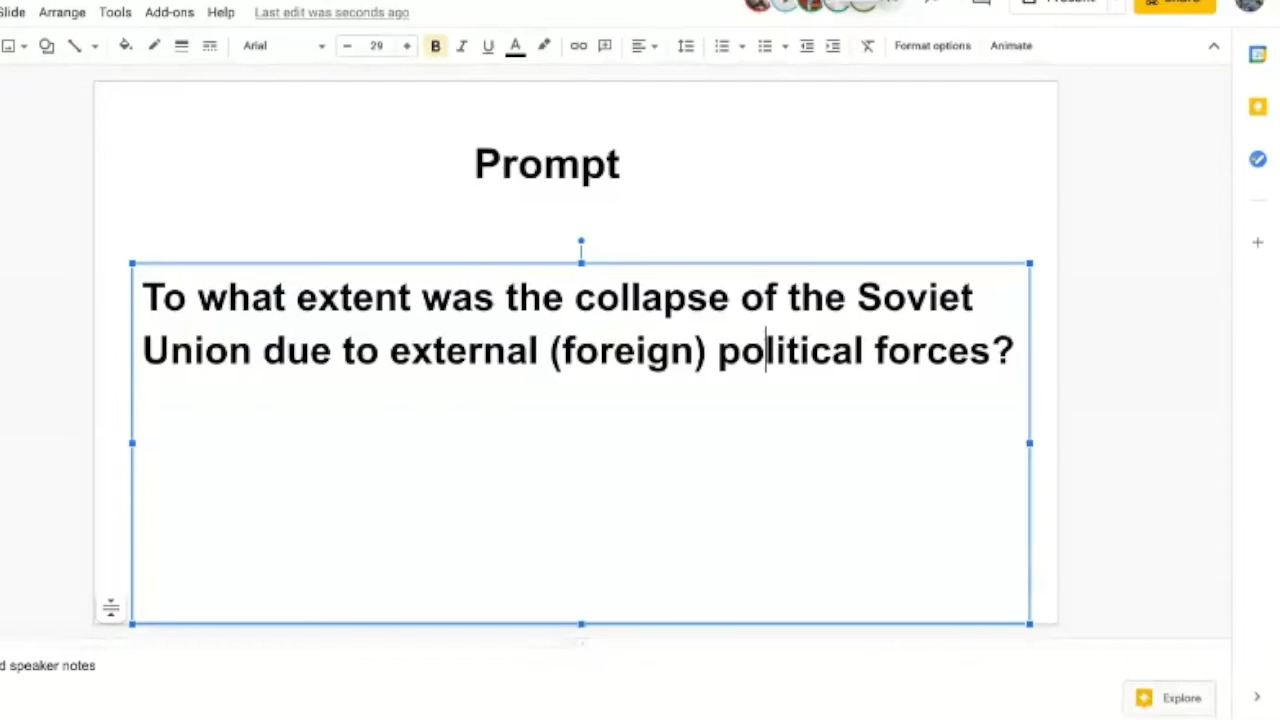 Slide Arrange Tools Add-ons Help Last edit was seconds ago
Arial - 29 + B I U A Format options Animate
Prompt
To what extent was the collapse of the Soviet
Union due to external (foreign) political forces?
speaker notes
Explore